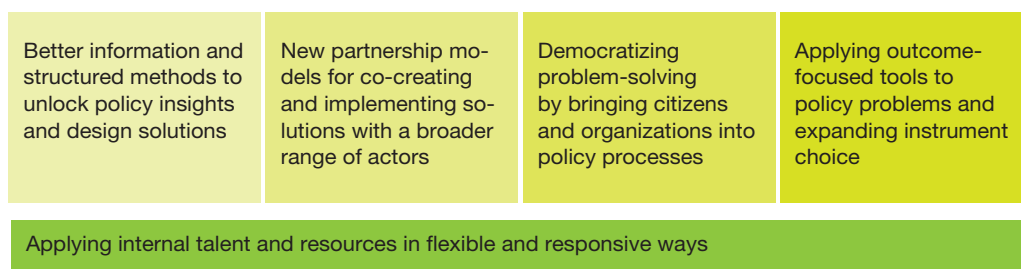 Better information and
structured methods to
unlock policy insights
and design solutions
New partnership mo-
dels for co-creating
and implementing so-
lutions with a broader
range of actors
Democratizing
problem-solving
by bringing citizens
and organizations into
policy processes
Applying outcome-
focused tools to
policy problems and
expanding instrument
choice
Applying internal talent and resources in flexible and responsive ways